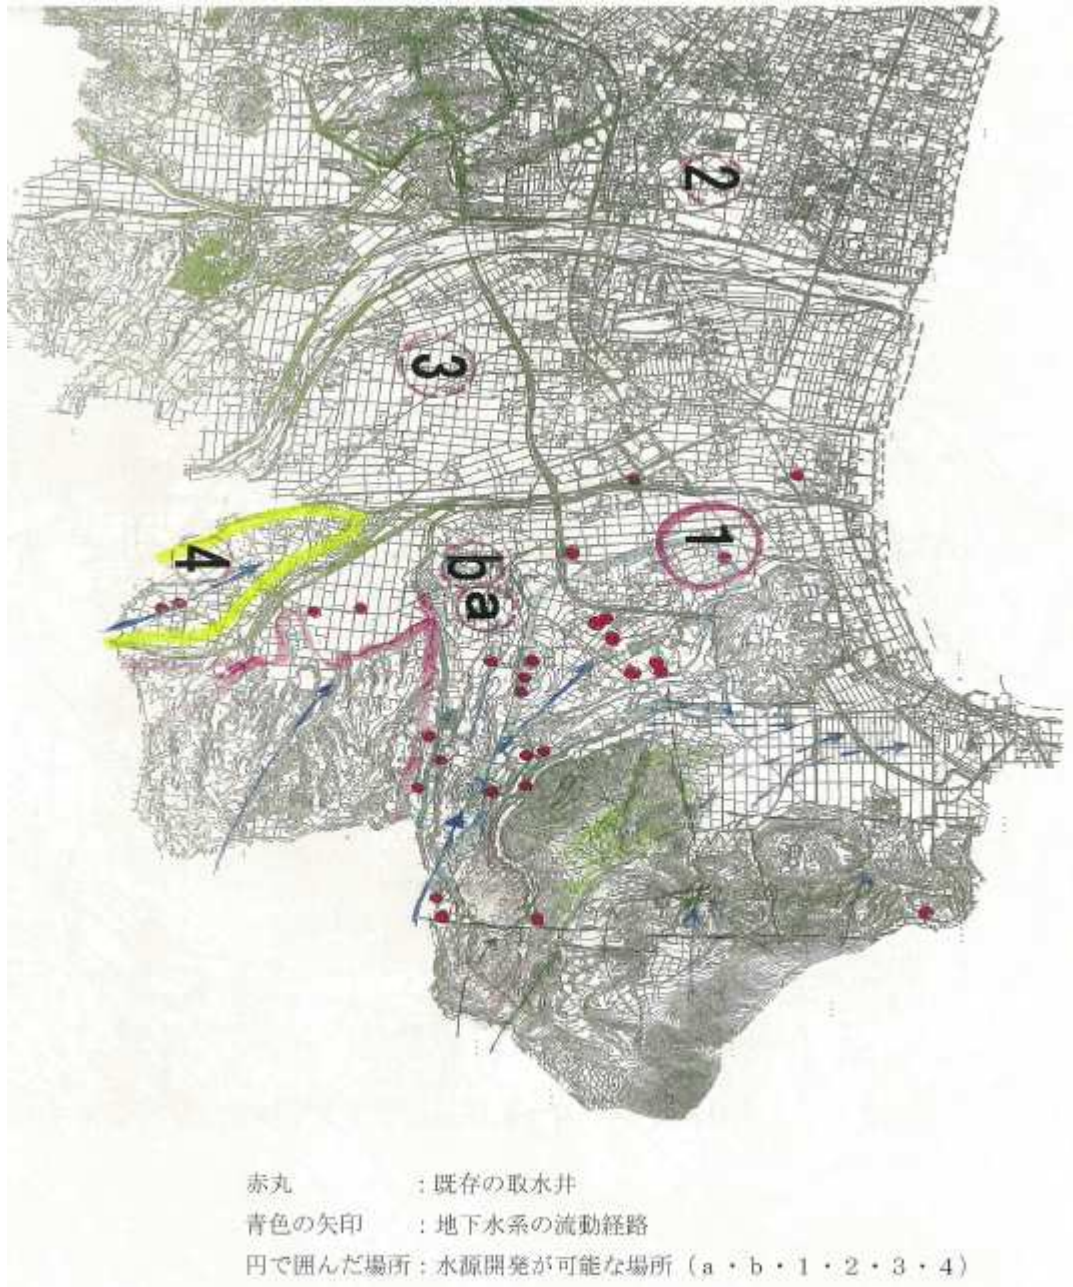 2
3
1
4
b
a
赤丸 : 既存の取水井
青色の矢印 : 地下水系の流動経路
円で囲んだ場所 : 水源開発が可能な場所 (a・b・1・2・3・4)